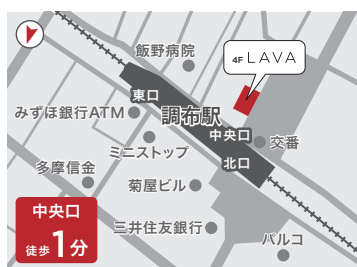 飯野病院
4F LAVA
東口
みずほ銀行ATM
調布駅
中央口
交番
ミニストップ
北口
多摩信金
菊屋ビル
中央口
徒歩1分
三井住友銀行
パルコ